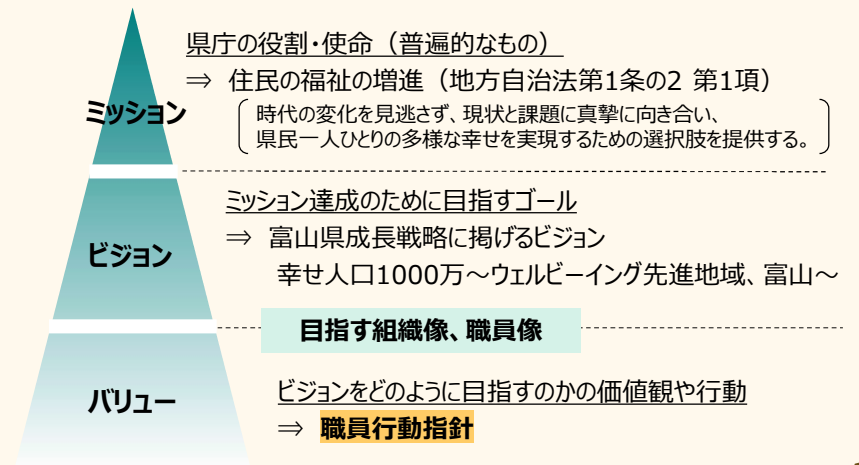 県庁の役割・使命（普遍的なもの）
⇒ 住民の福祉の増進（地方自治法第1条の2 第1項）
ミッション
時代の変化を見逃さず、現状と課題に真摯に向き合い、
県民一人ひとりの多様な幸せを実現するための選択肢を提供する。
ミッション達成のために目指すゴール
⇒ 富山県成長戦略に掲げるビジョン
ビジョン
幸せ人口1000万～ウェルビーイング先進地域、富山～
目指す組織像、職員像
バリュー
ビジョンをどのように目指すのかの価値観や行動
⇒ 職員行動指針